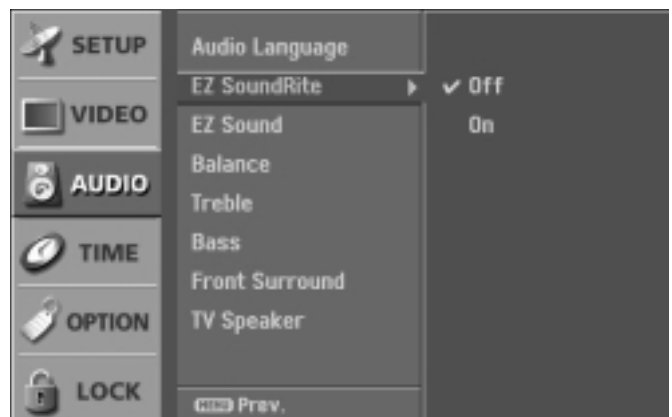 SETUP
VIDEO
AUDIO
TIME
OPTION
LOCK
Audio Language
EZ SoundRite
EZ Sound
Balance
Treble
Bass
Front Surround
TV Speaker
MENU Prev.
Off
On